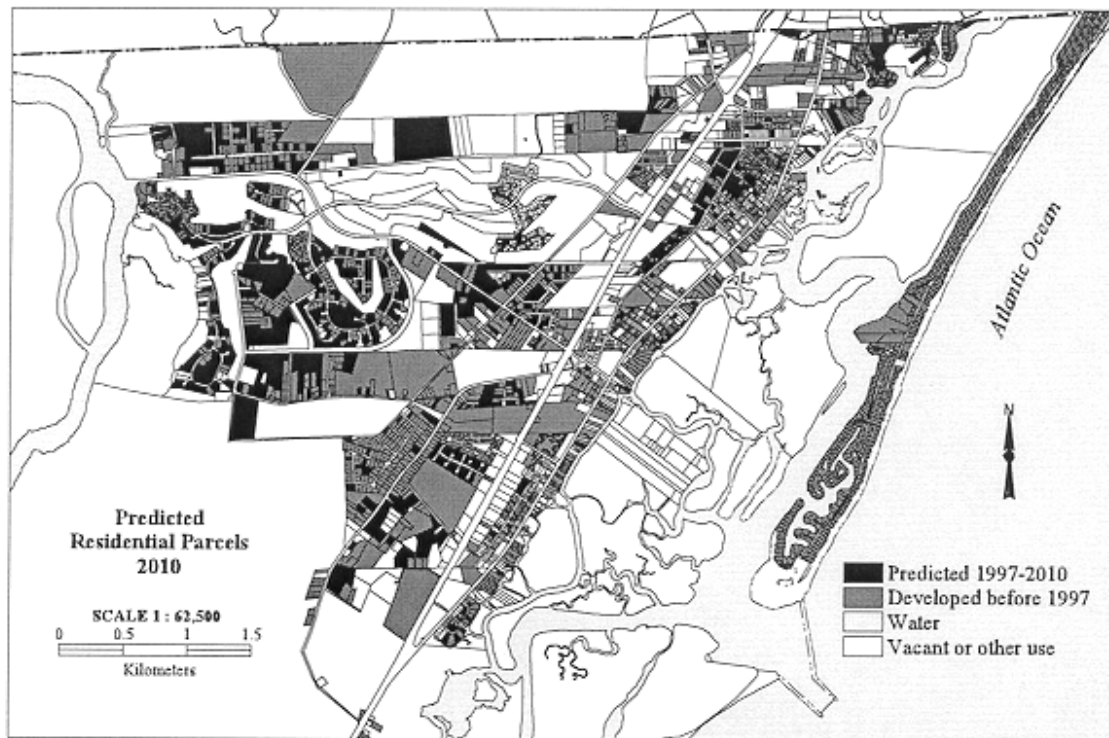 Atlantic Ocean
N
Predicted
Residential Parcels
2010
SCALE 1 : 62,500
0 0.5 1 1.5
Kilometers
Predicted 1997-2010
Developed before 1997
Water
Vacant or other use